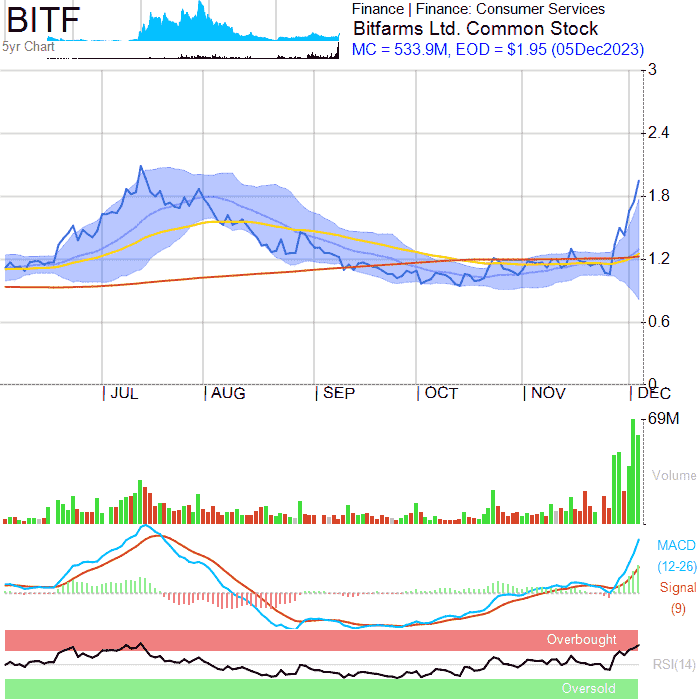 BITF
5yr Chart
Finance | Finance: Consumer Services
Bitfarms Ltd. Common Stock
MC = 533.9M, EOD = $1.95 (05Dec2023)
3
2.4
1.8
1.2
0.6
0
JUL AUG SEP OCT NOV DEC
69M
Volume
MACD
(12-26)
Signal
(9)
Overbought
RSI(14)
Oversold